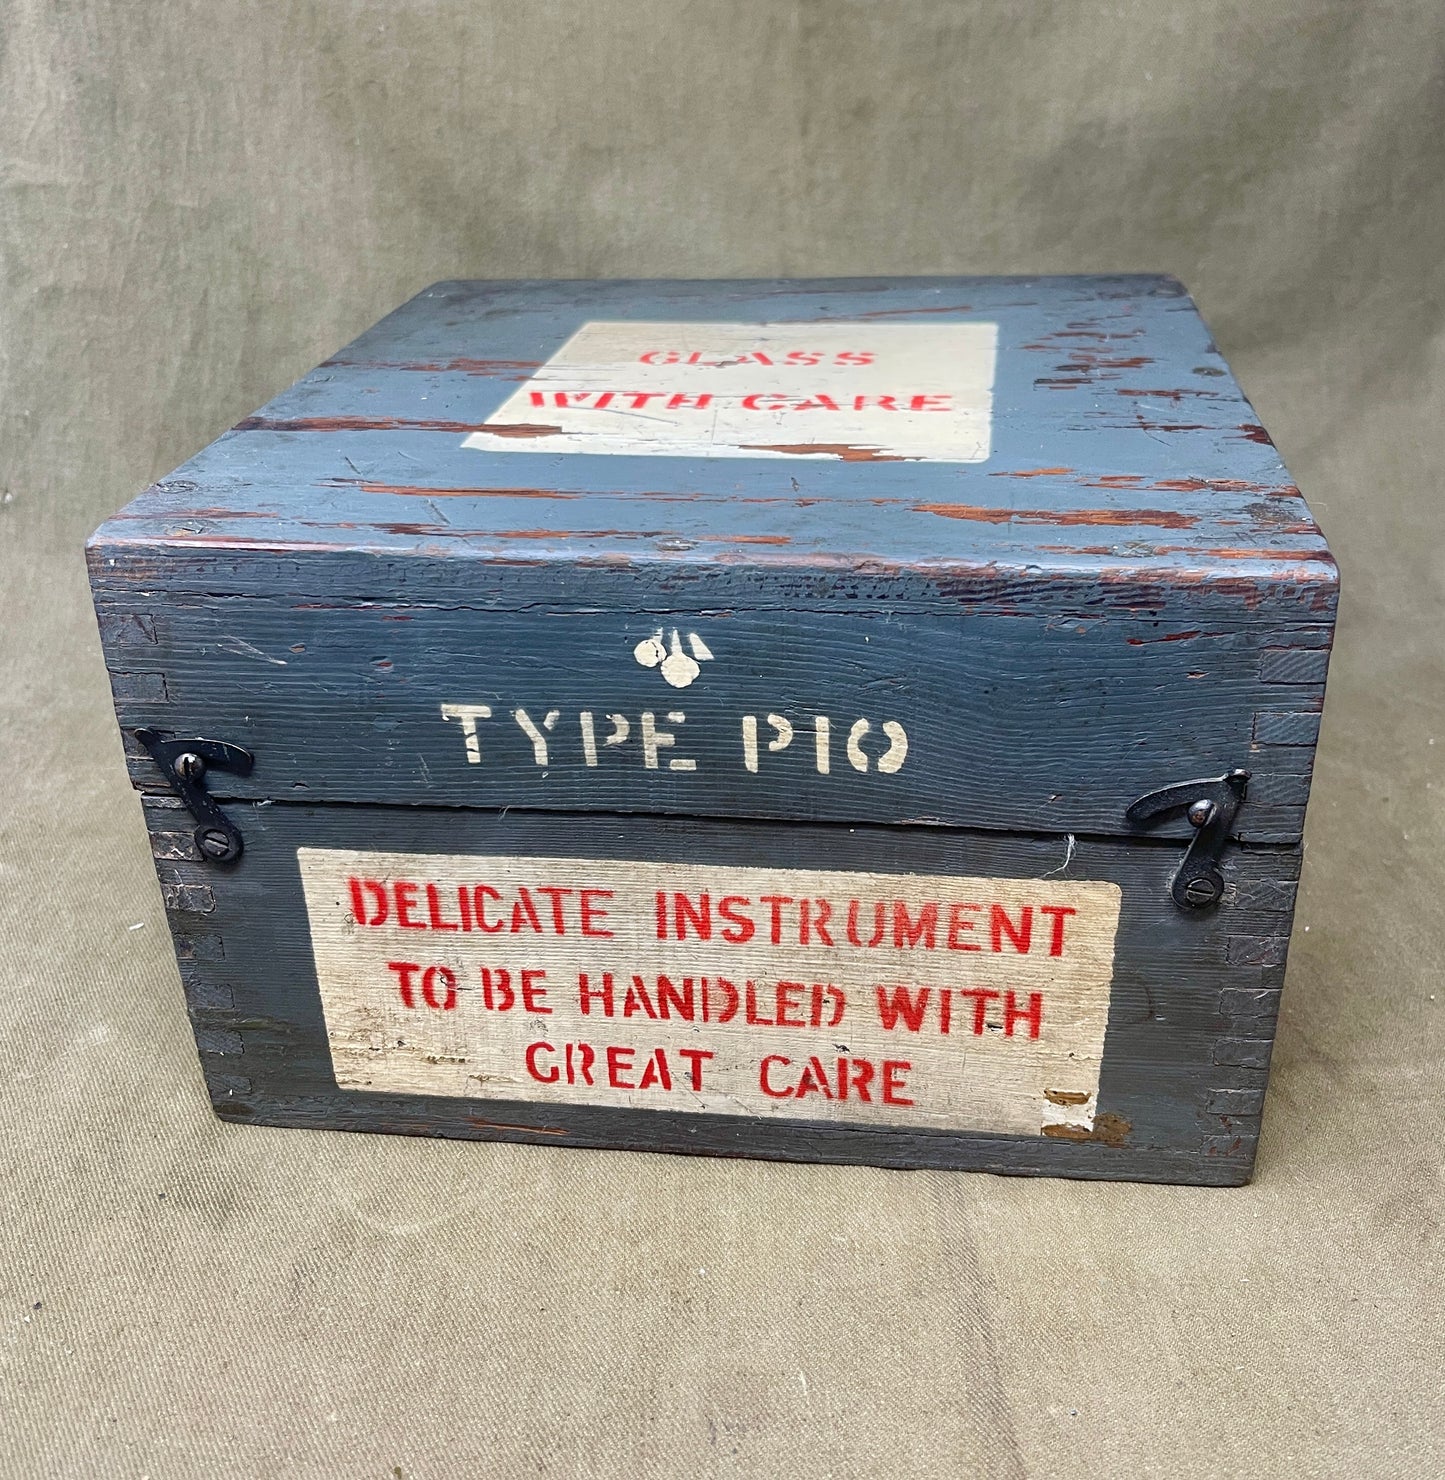 GLASS
WITH CARE
TYPE P10
DELICATE INSTRUMENT
TO BE HANDLED WITH
GREAT CARE